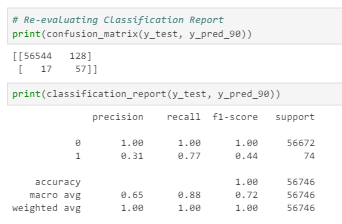 # Re-evaluating Classification Report
print(confusion_matrix(y_test, y_pred_90))
[[56544   128]
 [   17    57]]
print(classification_report(y_test, y_pred_90))
              precision    recall  f1-score   support
           0       1.00      1.00      1.00     56672
           1       0.31      0.77      0.44        74
    accuracy                           1.00     56746
   macro avg       0.65      0.88      0.72     56746
weighted avg       1.00      1.00      1.00     56746